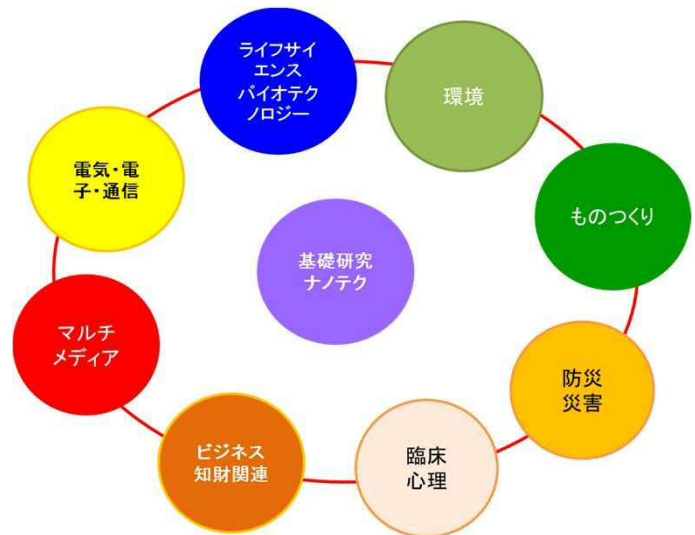 ライフサイ
エンス
バイオテク
ノロジー
環境
ものつくり
防災
災害
臨床
心理
ビジネス
知財関連
マルチ
メディア
電気・電
子・通信
基礎研究
ナノテク